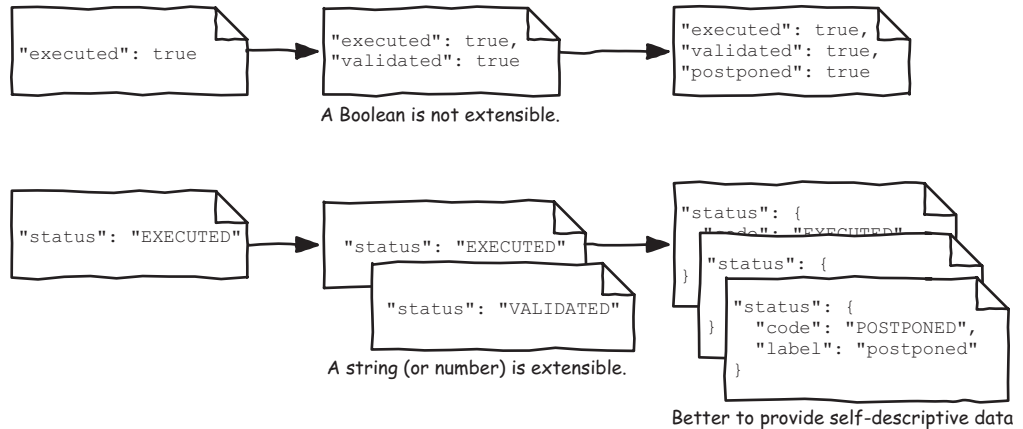 "executed": true
"executed": true,
"validated": true
"executed": true,
"validated": true,
"postponed": true
A Boolean is not extensible.
"status": "EXECUTED"
"status": "EXECUTED"
"status": "VALIDATED"
A string (or number) is extensible.
"status": {
"code": "EXECUTED"
}
"status": {
}
"status": {
"code": "POSTPONED",
"label": "postponed"
}
Better to provide self-descriptive data